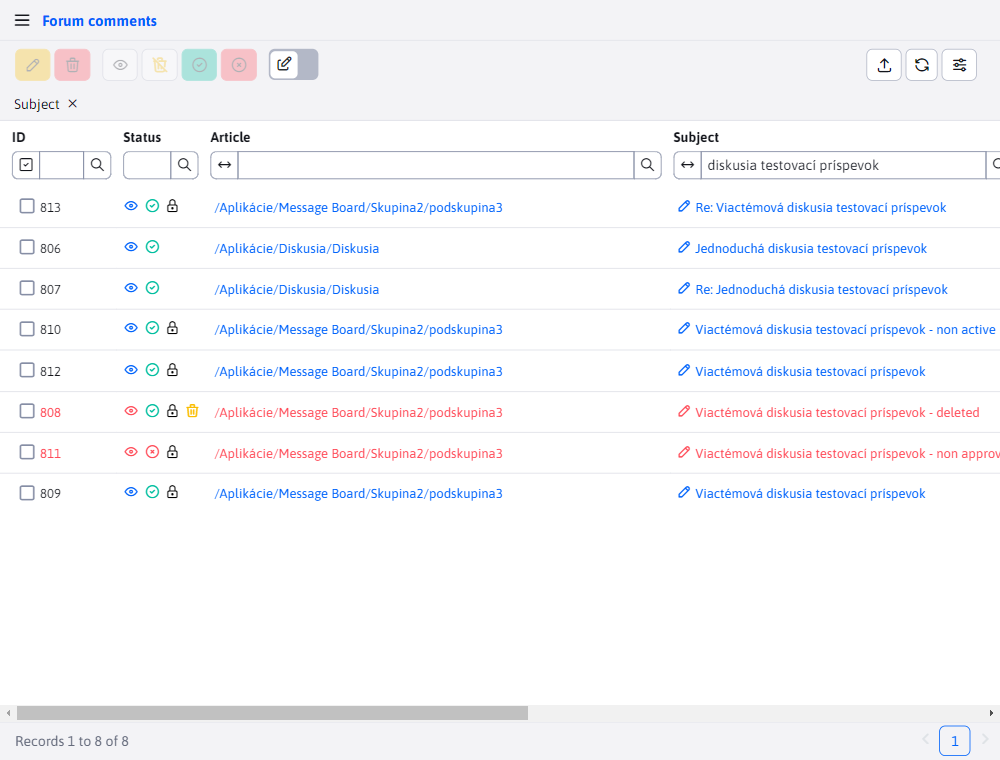 Forum comments
Subject
ID Status Article Subject
diskusia testovací príspevok
813 /Aplikácie/Message Board/Skupina2/podskupina3 Re: Viactémová diskusia testovací príspevok
806 /Aplikácie/Diskusia/Diskusia Jednoduchá diskusia testovací príspevok
807 /Aplikácie/Diskusia/Diskusia Re: Jednoduchá diskusia testovací príspevok
810 /Aplikácie/Message Board/Skupina2/podskupina3 Viactémová diskusia testovací príspevok - non active
812 /Aplikácie/Message Board/Skupina2/podskupina3 Viactémová diskusia testovací príspevok
808 /Aplikácie/Message Board/Skupina2/podskupina3 Viactémová diskusia testovací príspevok - deleted
811 /Aplikácie/Message Board/Skupina2/podskupina3 Viactémová diskusia testovací príspevok - non approv
809 /Aplikácie/Message Board/Skupina2/podskupina3 Viactémová diskusia testovací príspevok
Records 1 to 8 of 8
1